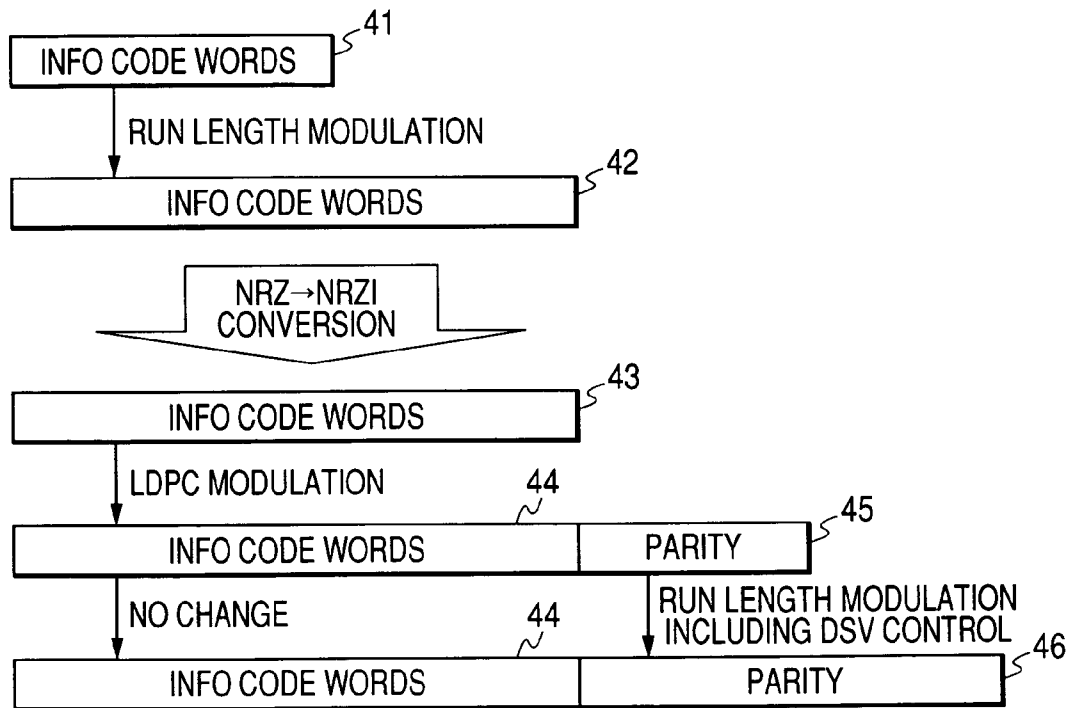 41
INFO CODE WORDS
RUN LENGTH MODULATION
42
INFO CODE WORDS
NRZ→NRZI
CONVERSION
43
INFO CODE WORDS
LDPC MODULATION
44
45
INFO CODE WORDS
PARITY
NO CHANGE
RUN LENGTH MODULATION
INCLUDING DSV CONTROL
44
46
INFO CODE WORDS
PARITY